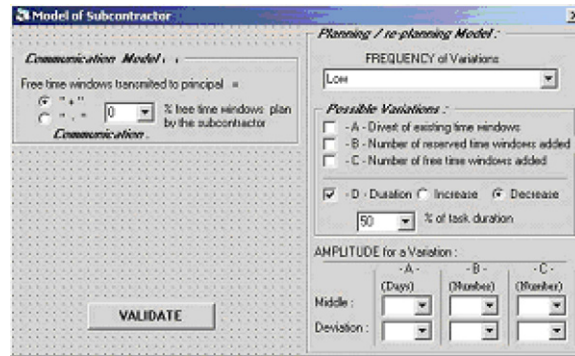 Model of Subcontractor
Communication Model :
Free time windows transmitted to principal =
"+"
"-"
0
% free time windows plan
by the subcontractor
Communication.
VALIDATE
Planning / re-planning Model :
FREQUENCY of Variations
Low
Possible Variations :
- A - Divest of existing time windows
- B - Number of reserved time windows added
- C - Number of free time windows added
- D - Duration Increase Decrease
50 % of task duration
AMPLITUDE for a Variation :
- A - - B - - C -
(Days) (Number) (Number)
Middle :
Deviation :